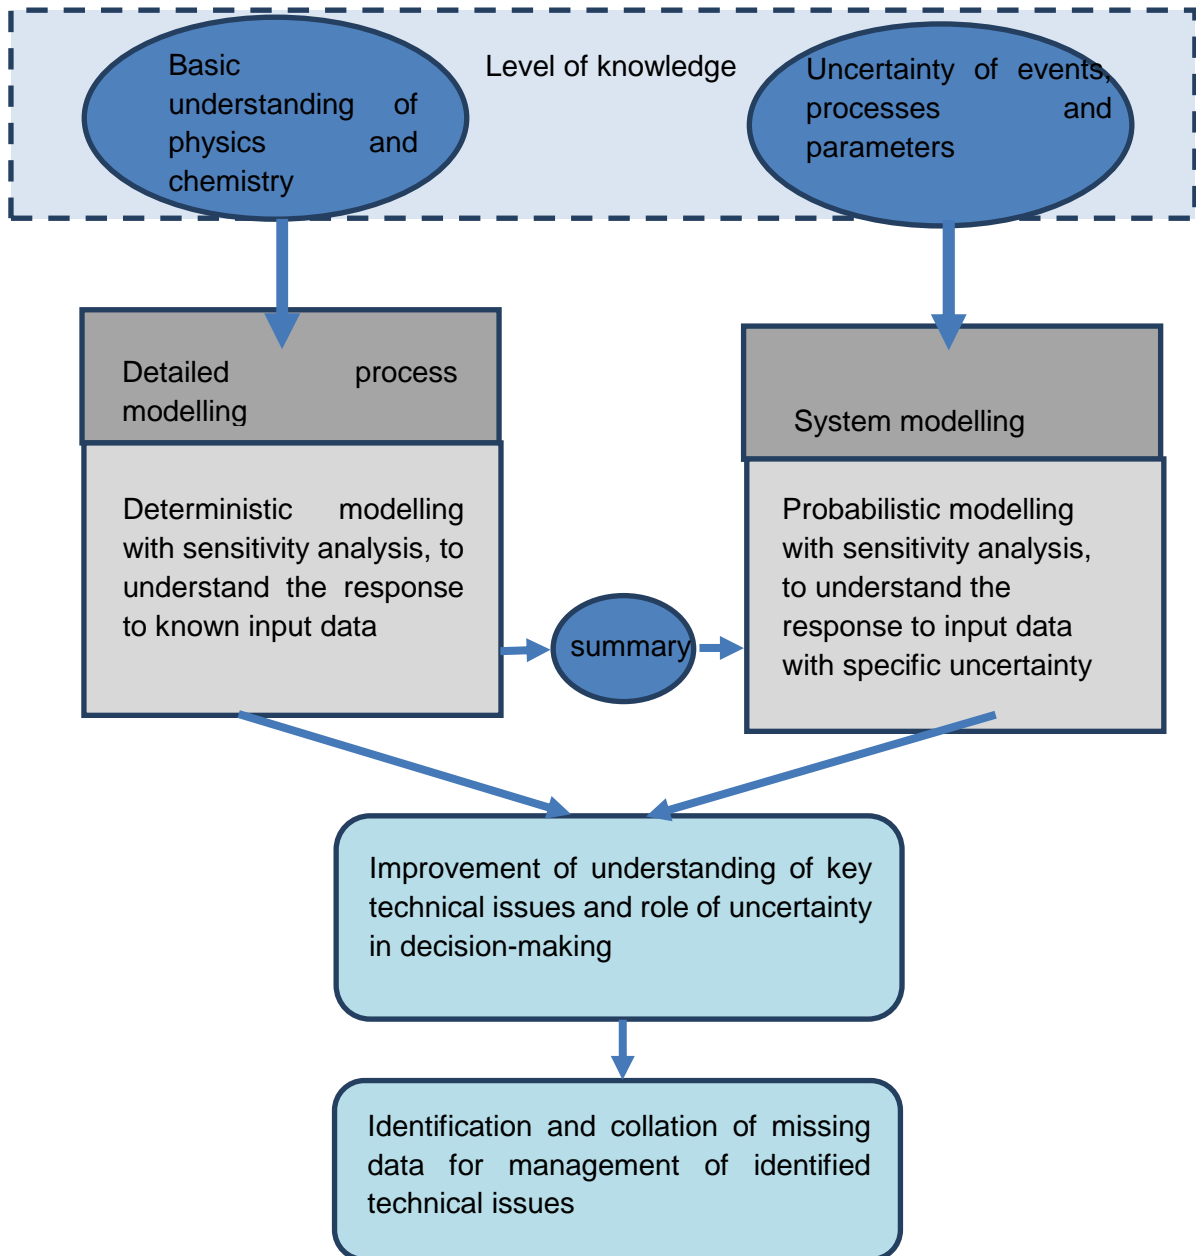 Basic
understanding of
physics and
chemistry
Level of knowledge
Uncertainty of events,
processes and
parameters
Detailed process
modelling
System modelling
Deterministic modelling
with sensitivity analysis, to
understand the response
to known input data
summary
Probabilistic modelling
with sensitivity analysis,
to understand the
response to input data
with specific uncertainty
Improvement of understanding of key
technical issues and role of uncertainty
in decision-making
Identification and collation of missing
data for management of identified
technical issues